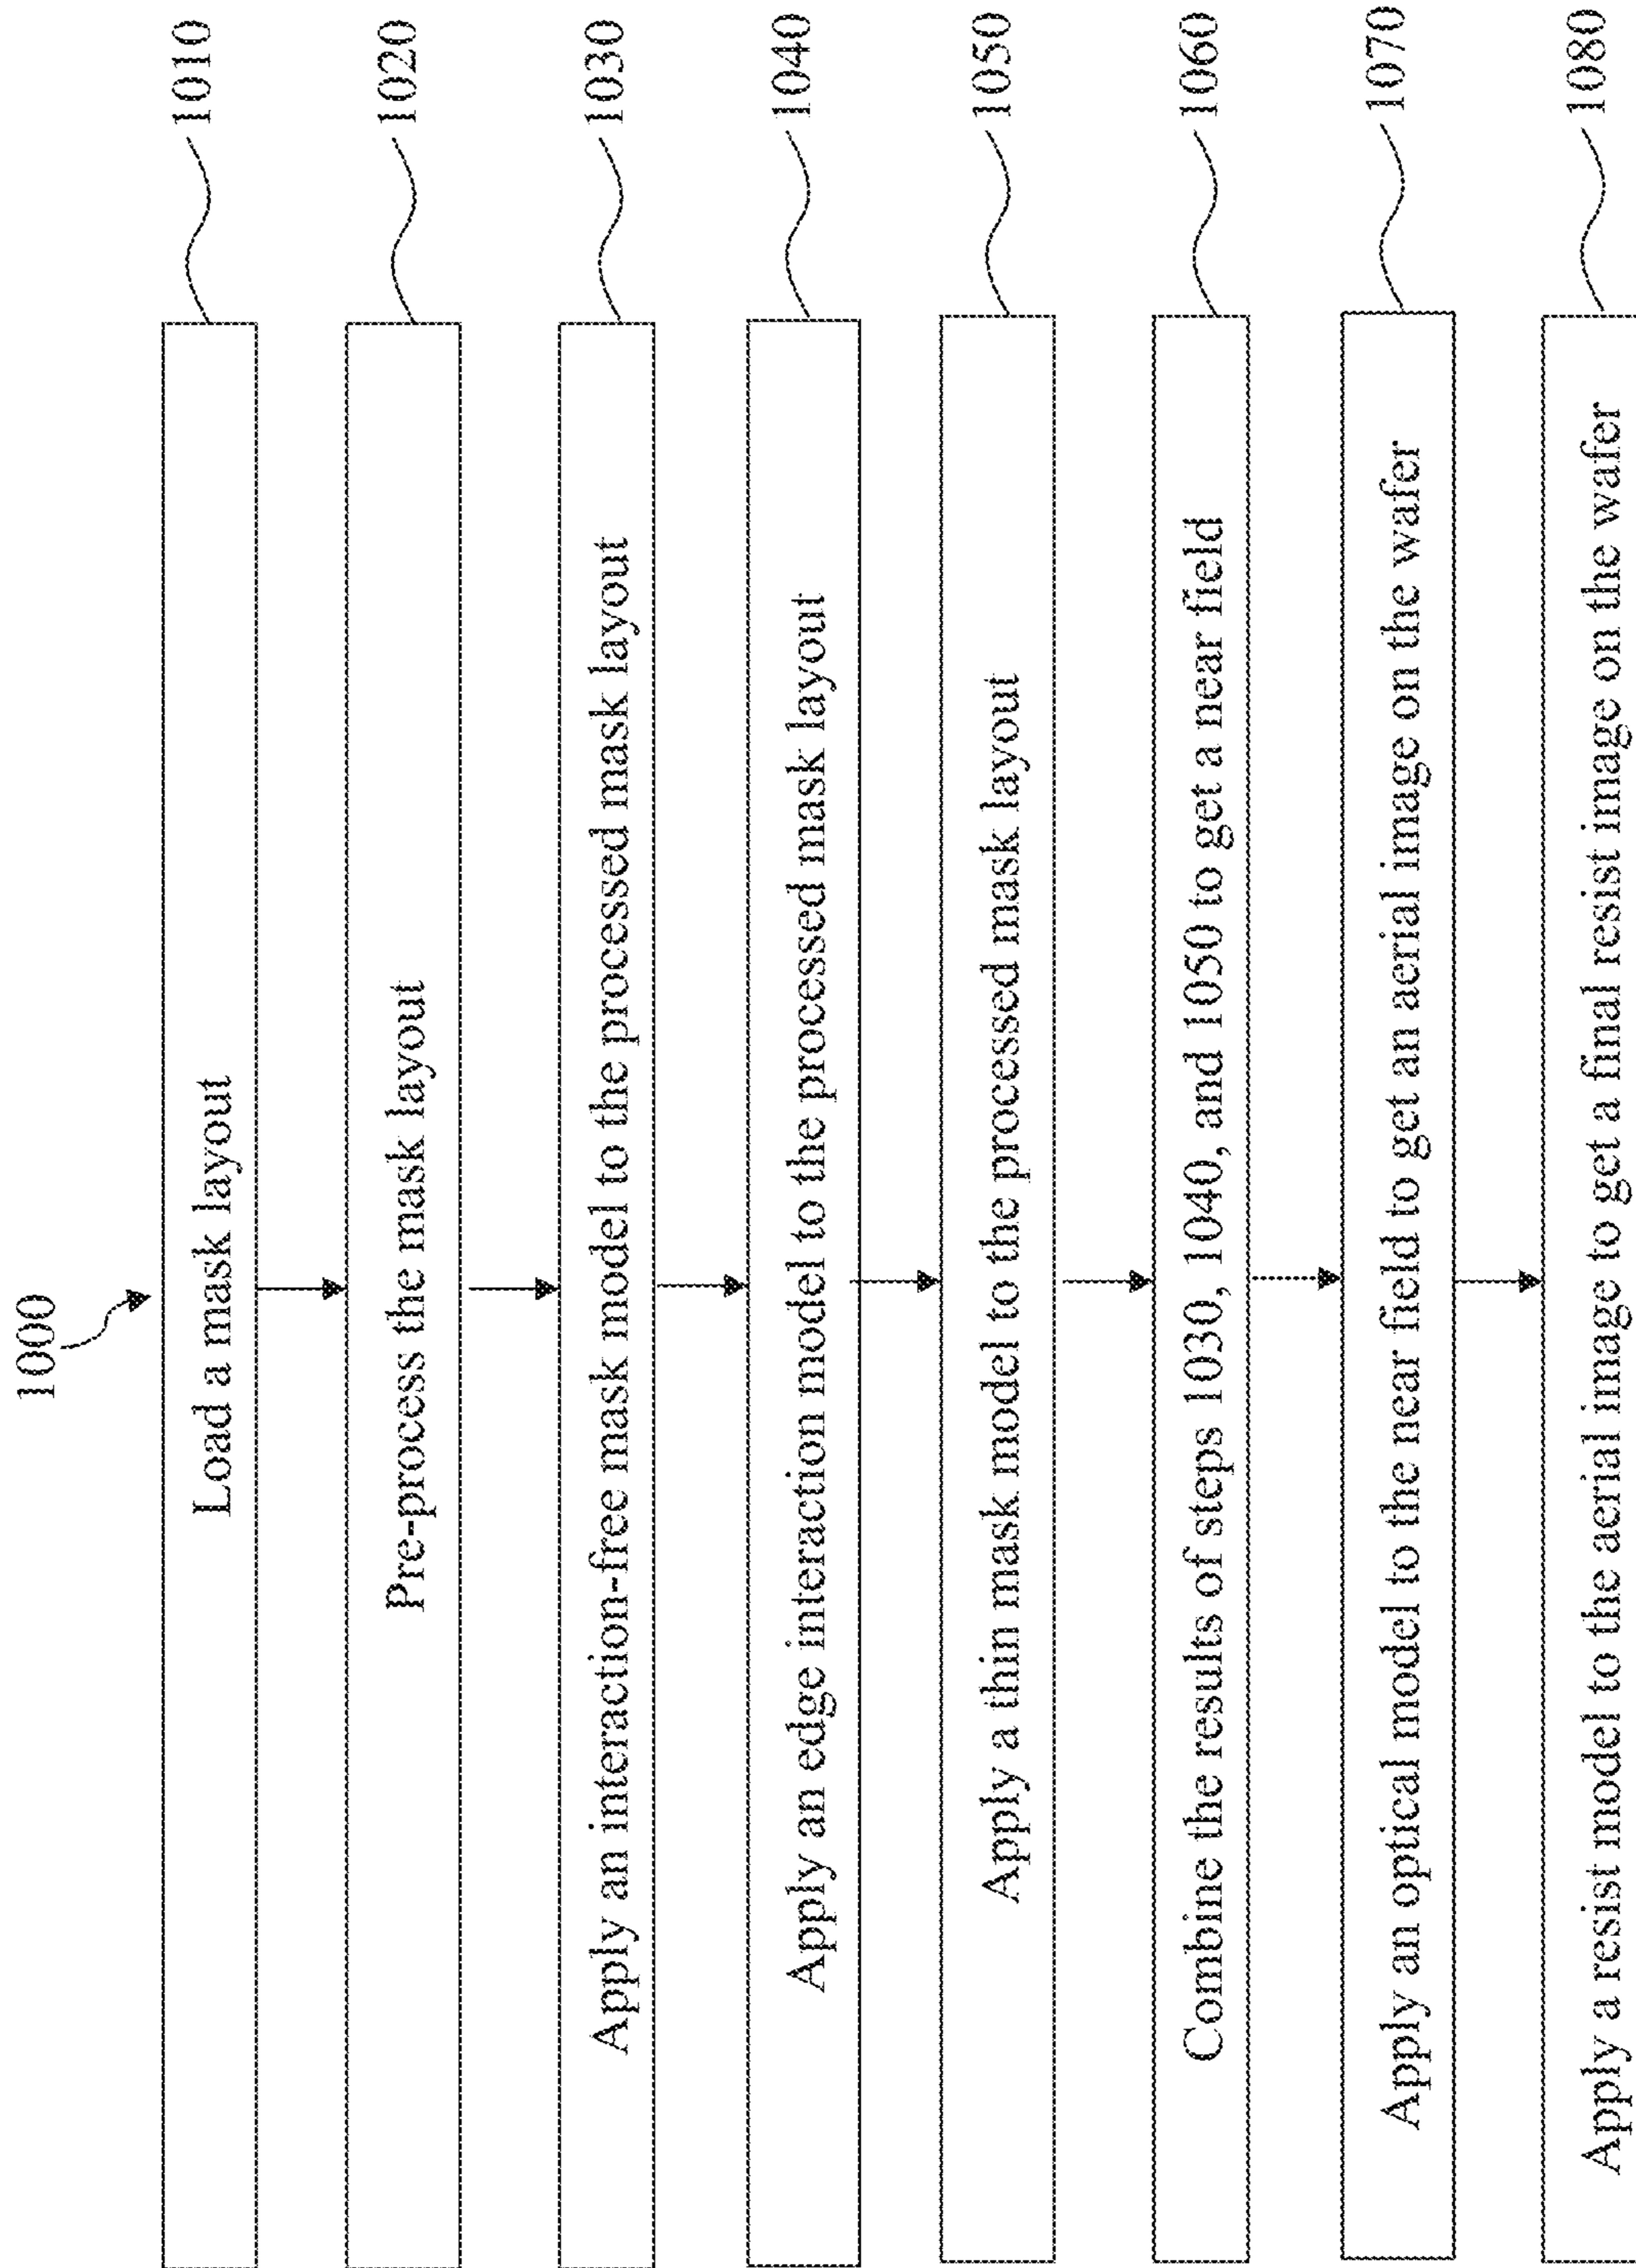 1000
Load a mask layout
1010
Pre-process the mask layout
1020
Apply an interaction-free mask model to the processed mask layout
1030
Apply an edge interaction model to the processed mask layout
1040
Apply a thin mask model to the processed mask layout
1050
Combine the results of steps 1030, 1040, and 1050 to get a near field
1060
Apply an optical model to the near field to get an aerial image on the wafer
1070
Apply a resist model to the aerial image to get a final resist image on the wafer
1080